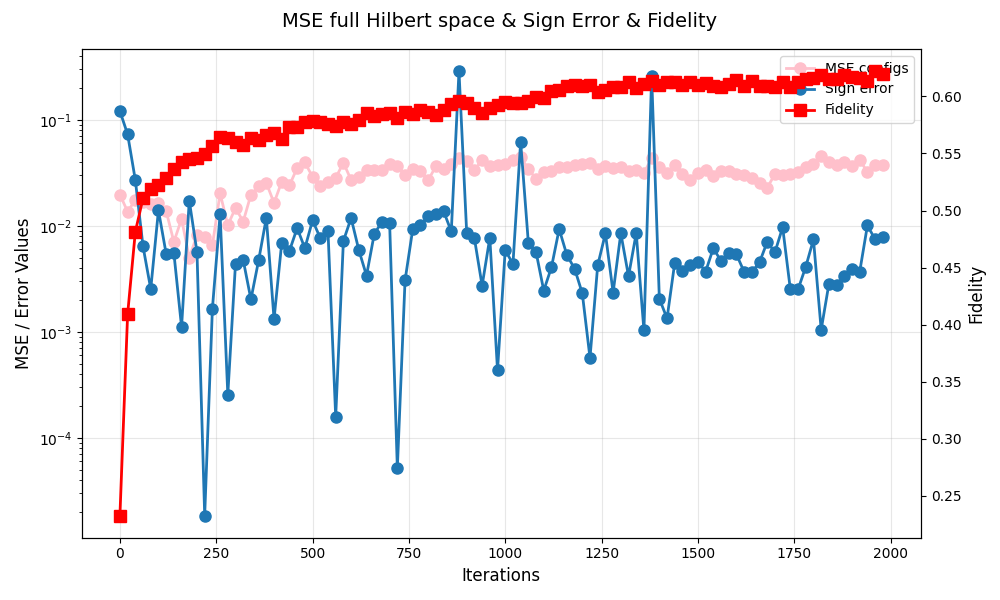 MSE full Hilbert space & Sign Error & Fidelity
MSE configs
Sign error
Fidelity
MSE / Error Values
10⁻¹
10⁻²
10⁻³
10⁻⁴
0.60
0.55
0.50
0.45
0.40
0.35
0.30
0.25
Fidelity
0 250 500 750 1000 1250 1500 1750 2000
Iterations